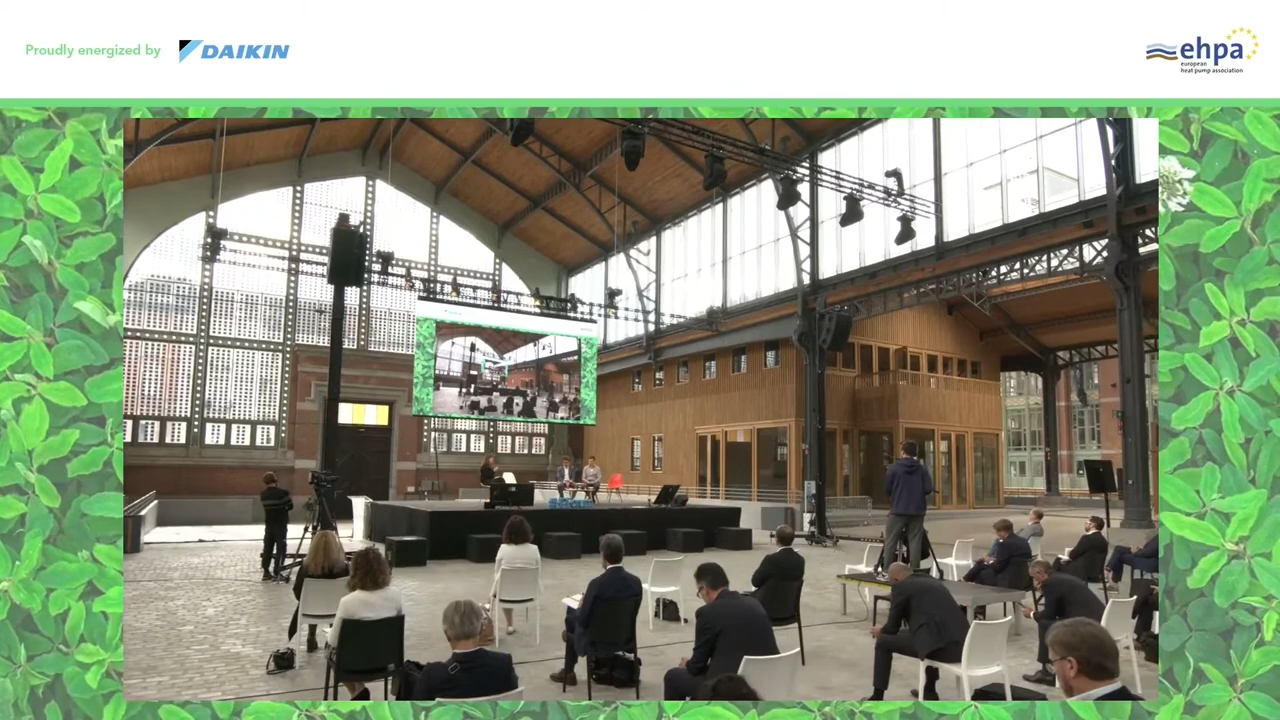 Proudly energized by
DAIKIN
ehpa
european
heat pump association